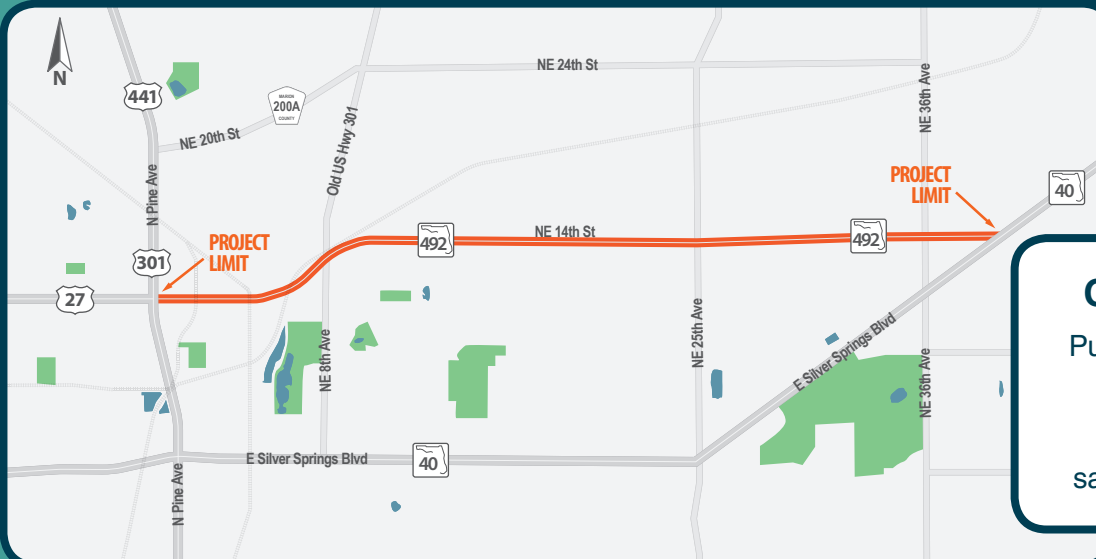 N
441
MARION
200A
COUNTY
NE 20th St
NE 24th St
Old US Hwy 301
NE 36th Ave
N Pine Ave
PROJECT
LIMIT
40
PROJECT
LIMIT
301
27
492
NE 14th St
492
NE 8th Ave
NE 25th Ave
E Silver Springs Blvd
NE 36th Ave
E Silver Springs Blvd
40
N Pine Ave
Pu
sa